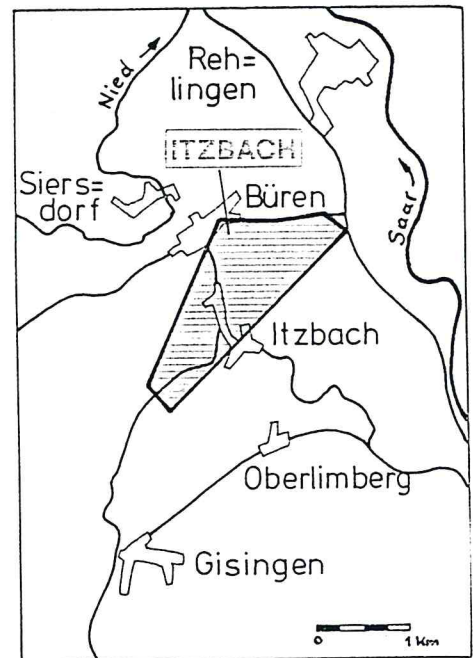 Nied
Reh=
lingen
ITZBACH
Siers=
dorf
Büren
Saar
Itzbach
Oberlimberg
Gisingen
0 1 Km